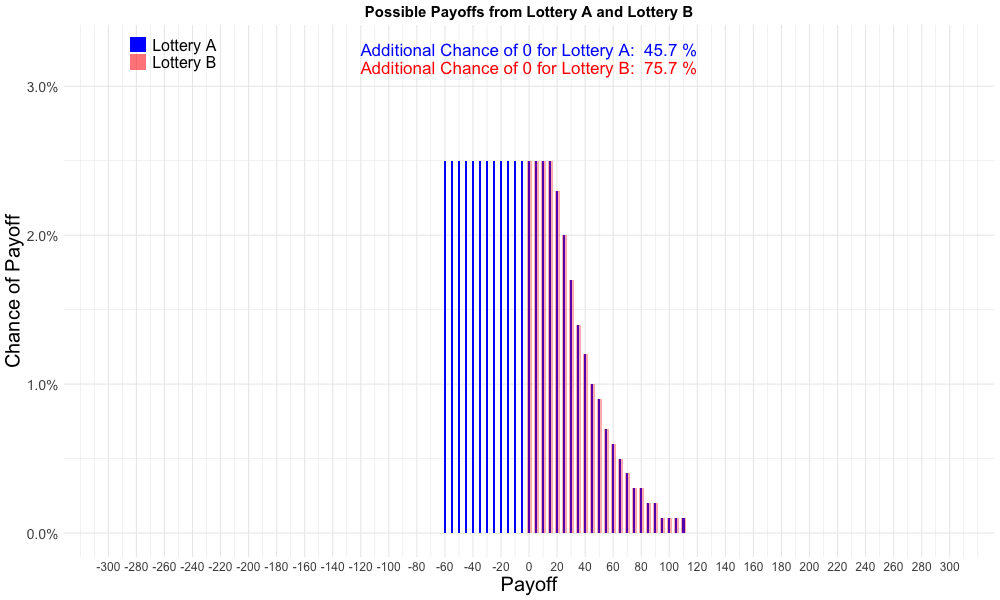 Possible Payoffs from Lottery A and Lottery B
Lottery A
Lottery B
Additional Chance of 0 for Lottery A: 45.7 %
Additional Chance of 0 for Lottery B: 75.7 %
3.0%
2.0%
1.0%
0.0%
Chance of Payoff
-300 -280 -260 -240 -220 -200 -180 -160 -140 -120 -100 -80 -60 -40 -20 0 20 40 60 80 100 120 140 160 180 200 220 240 260 280 300
Payoff